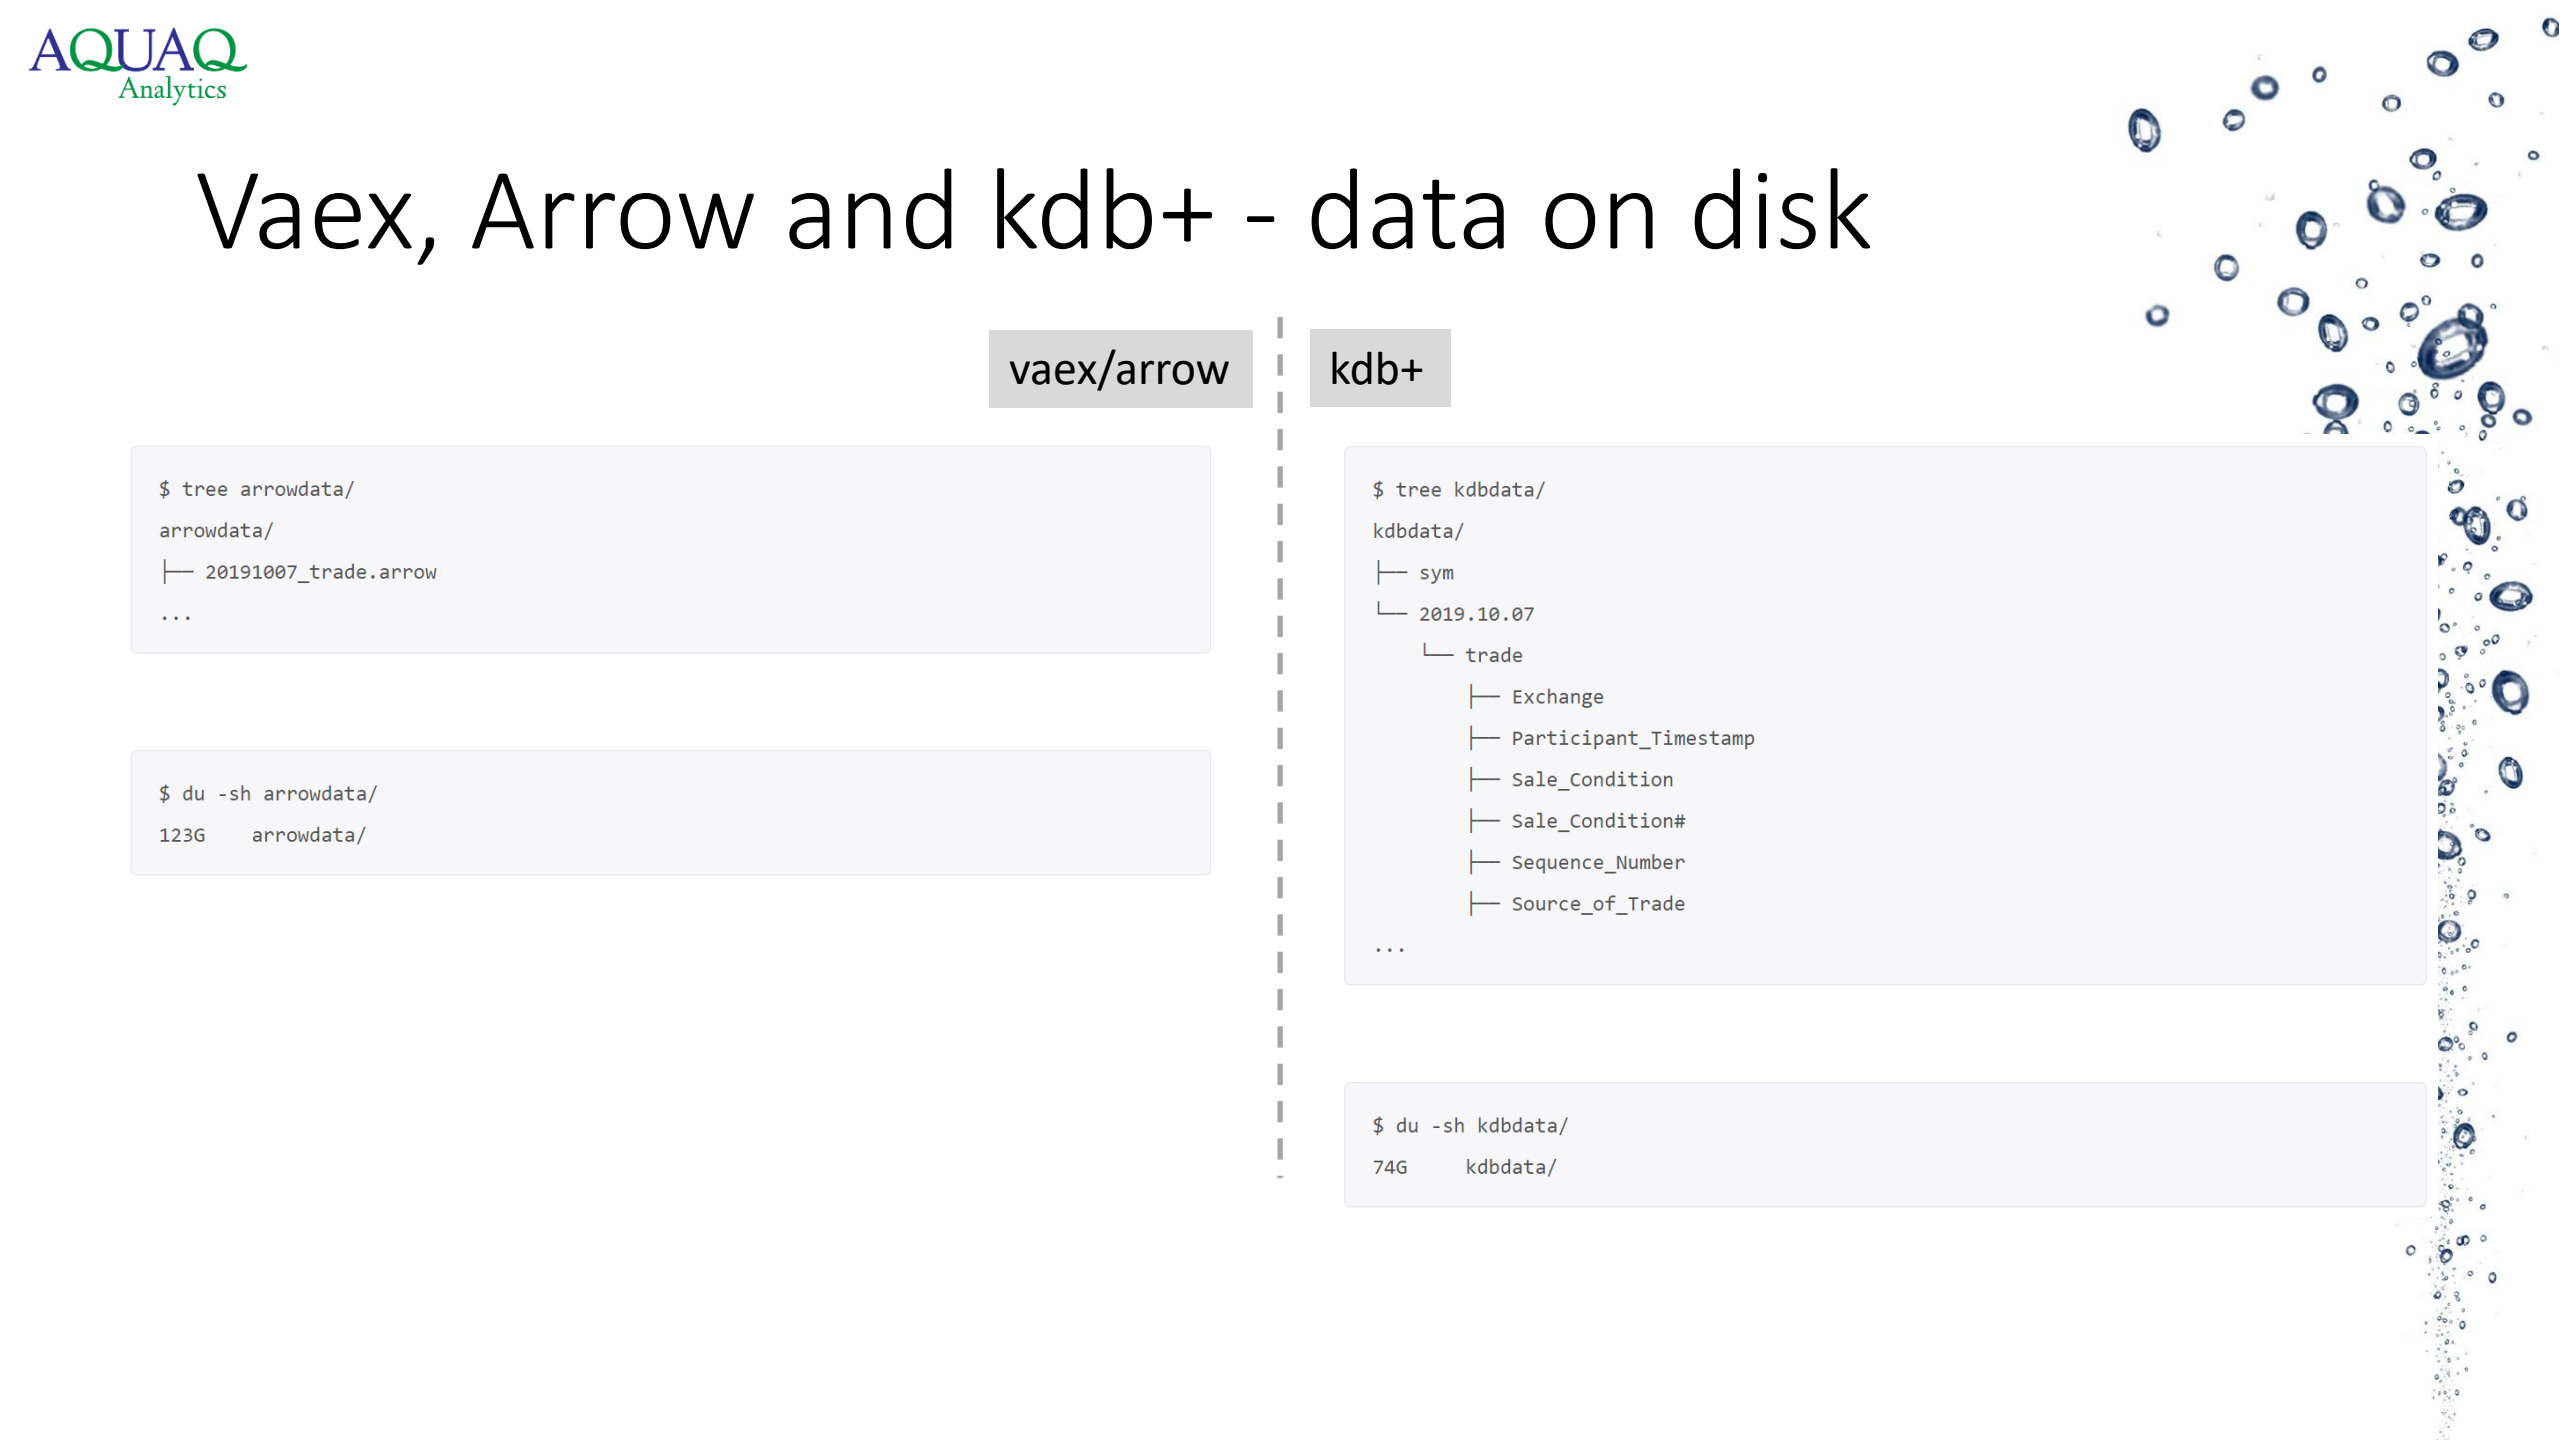 AQUAQ
Analytics
Vaex, Arrow and kdb+ - data on disk
vaex/arrow
$ tree arrowdata/
arrowdata/
├── 20191007_trade.arrow
...
$ du -sh arrowdata/
123G    arrowdata/
kdb+
$ tree kdbdata/
kdbdata/
├── sym
└── 2019.10.07
    └── trade
        ├── Exchange
        ├── Participant_Timestamp
        ├── Sale_Condition
        ├── Sale_Condition#
        ├── Sequence_Number
        ├── Source_of_Trade
...
$ du -sh kdbdata/
74G     kdbdata/